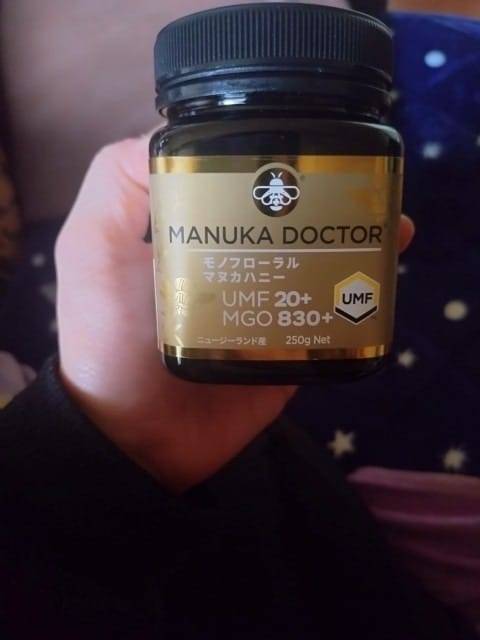 MANUKA DOCTOR
モノフローラル
マヌカハニー
UMF 20+
MGO 830+
UMF
ニュージーランド産 250g Net